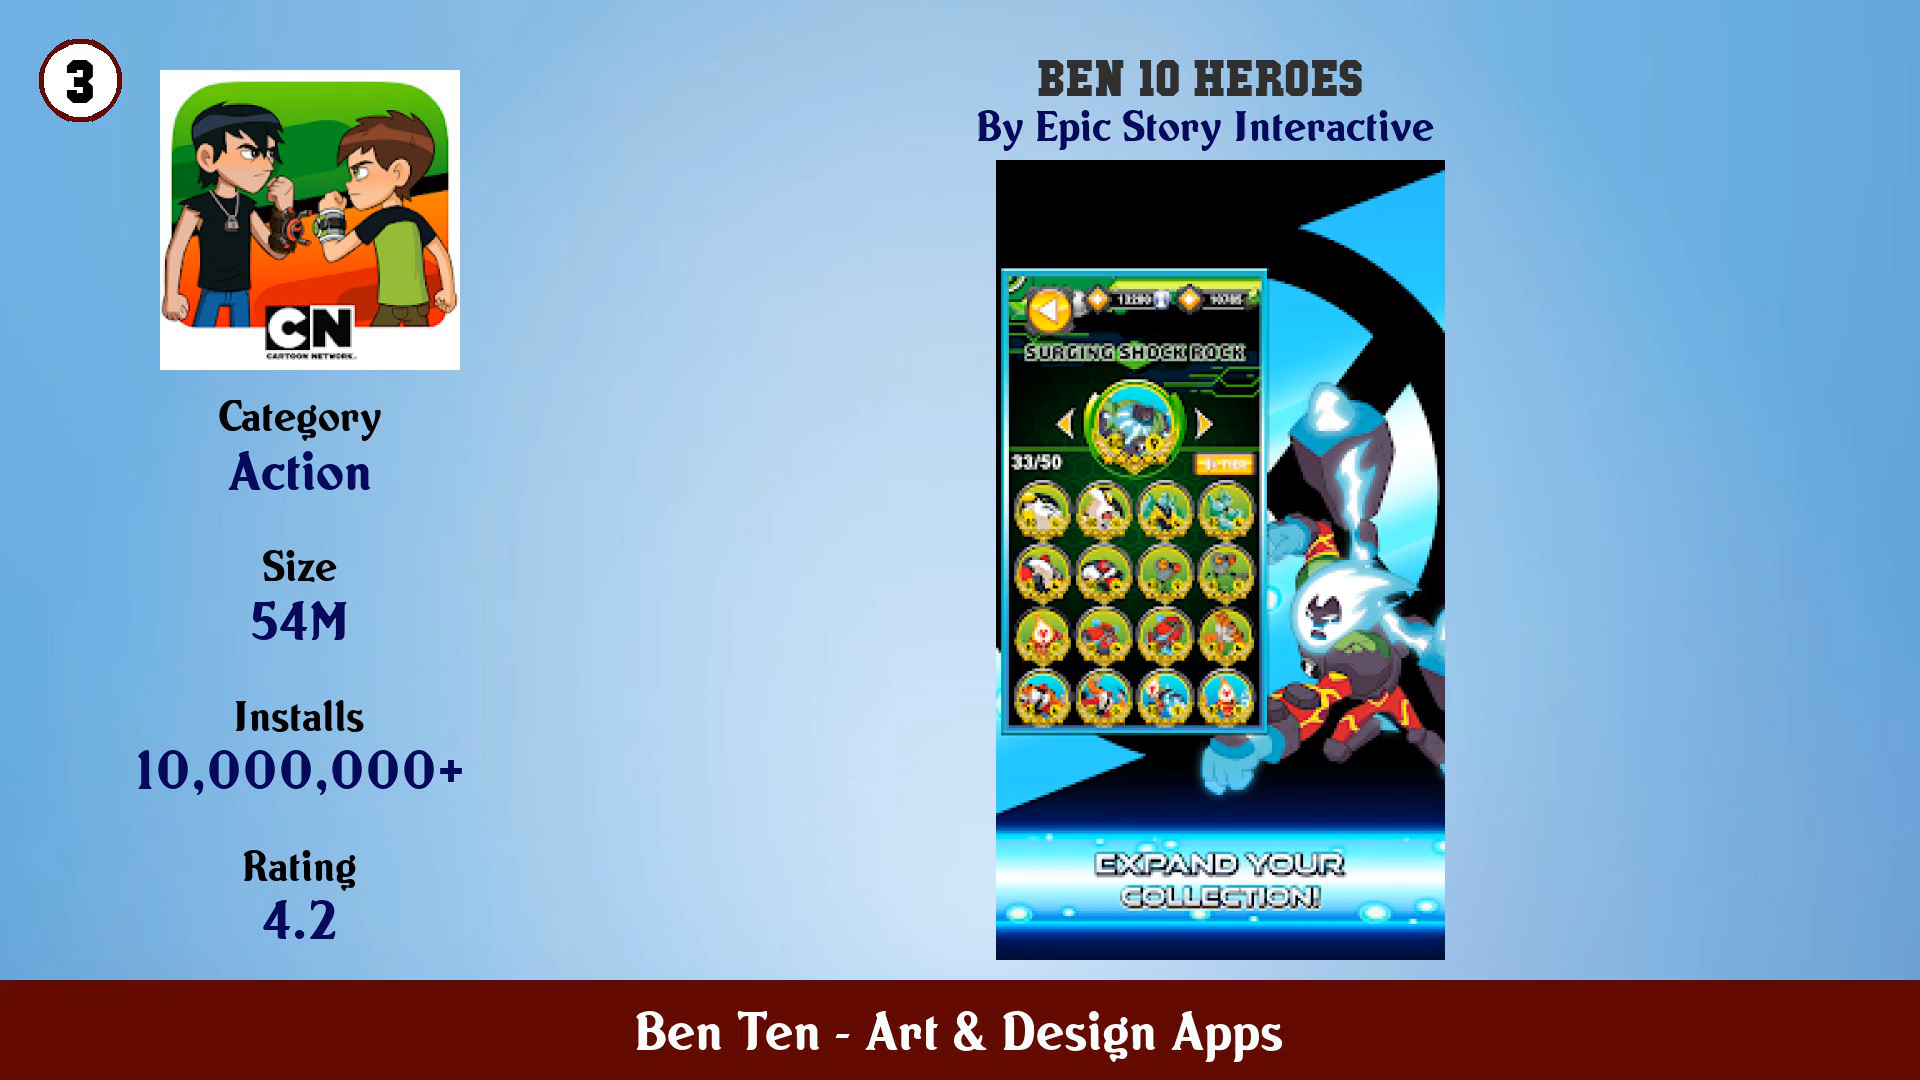 3
BEN 10 HEROES
By Epic Story Interactive
CN
CARTOON NETWORK
Category
Action
Size
54M
Installs
10,000,000+
Rating
4.2
SURGING SHOCK ROCK
33/50
EXPAND YOUR
COLLECTION!
Ben Ten - Art & Design Apps